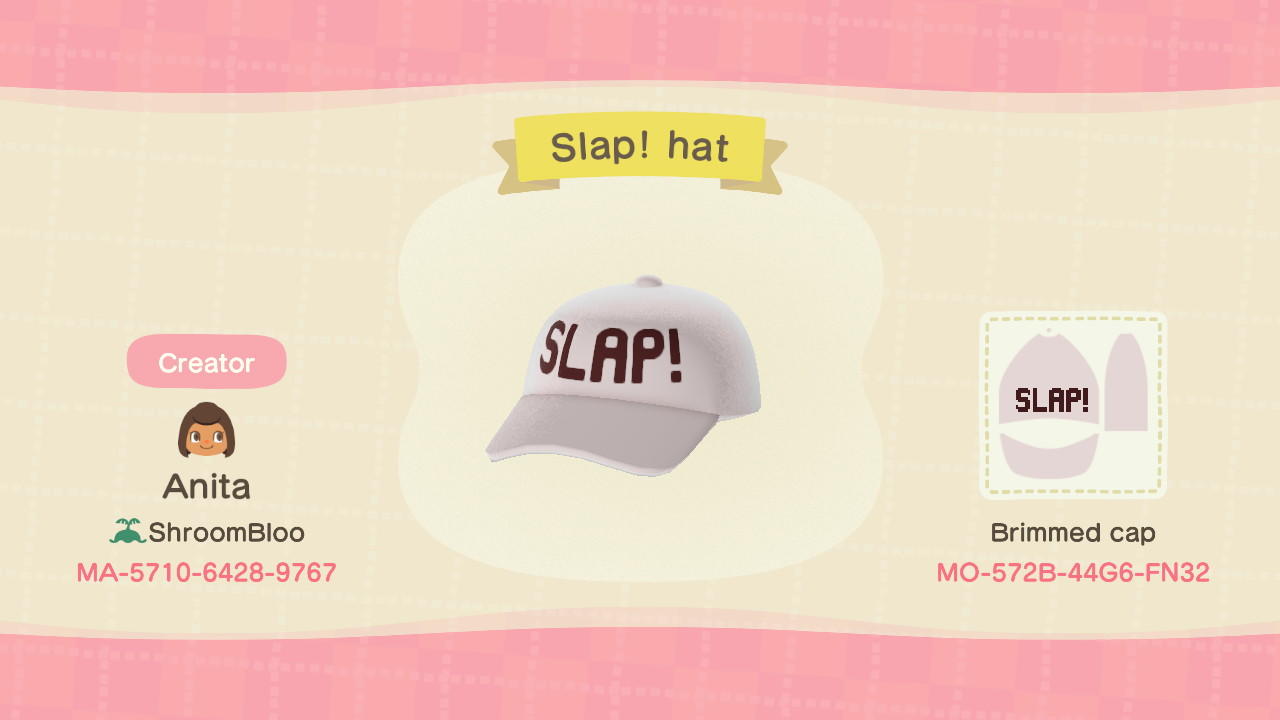 Slap! hat
SLAP!
Creator
Anita
ShroomBloo
MA-5710-6428-9767
SLAP!
Brimmed cap
MO-572B-44G6-FN32